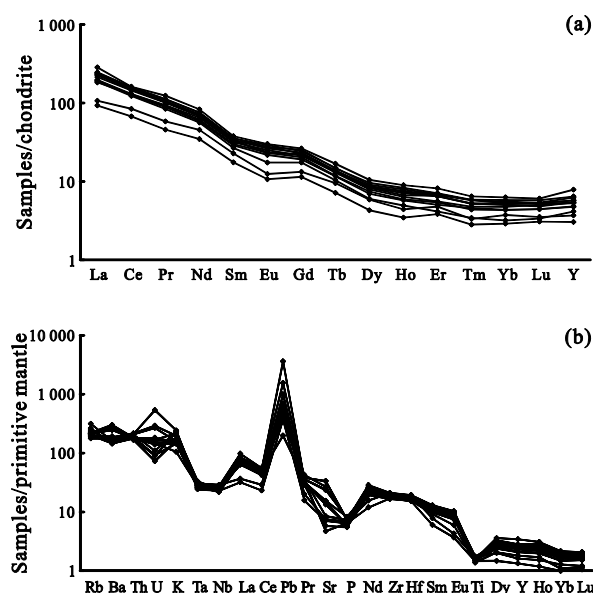 (a)
Samples/chondrite
1 000
100
10
1
La Ce Pr Nd Sm Eu Gd Tb Dy Ho Er Tm Yb Lu Y
(b)
Samples/primitive mantle
10 000
1 000
100
10
1
Rb Ba Th U K Ta Nb La Ce Pb Pr Sr P Nd Zr Hf Sm Eu Ti Dy Y Ho Yb Lu